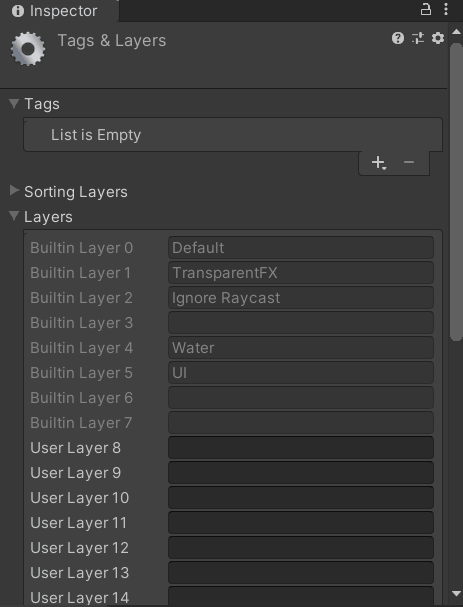 Inspector
Tags & Layers
Tags
List is Empty
Sorting Layers
Layers
Builtin Layer 0 Default
Builtin Layer 1 TransparentFX
Builtin Layer 2 Ignore Raycast
Builtin Layer 3
Builtin Layer 4 Water
Builtin Layer 5 UI
Builtin Layer 6
Builtin Layer 7
User Layer 8
User Layer 9
User Layer 10
User Layer 11
User Layer 12
User Layer 13
User Layer 14